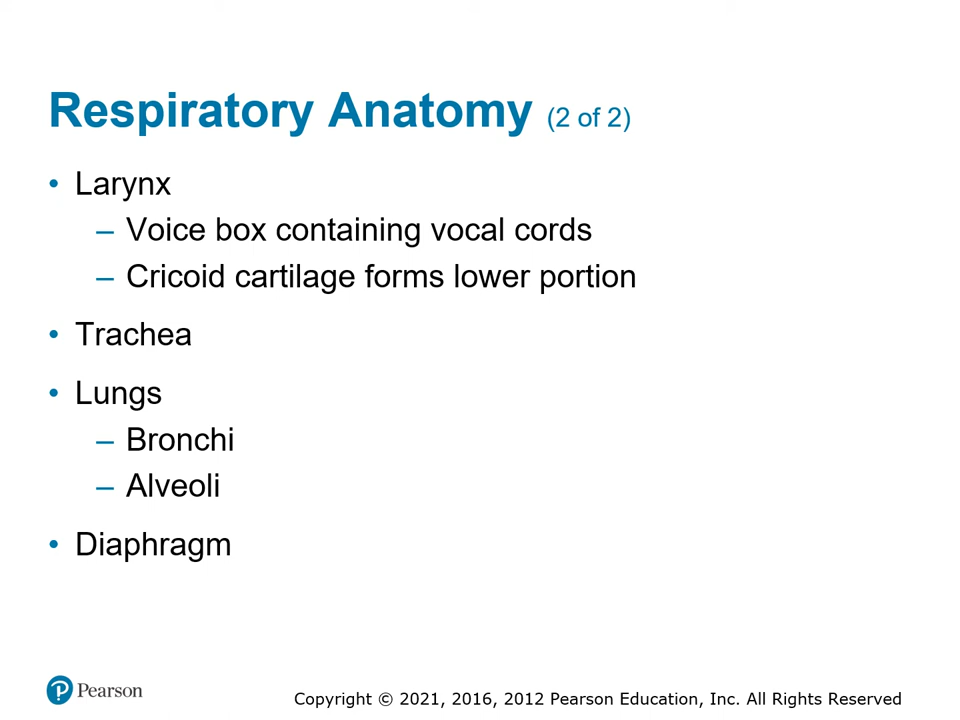 Respiratory Anatomy (2 of 2)
• Larynx
– Voice box containing vocal cords
– Cricoid cartilage forms lower portion
• Trachea
• Lungs
– Bronchi
– Alveoli
• Diaphragm
Pearson
Copyright © 2021, 2016, 2012 Pearson Education, Inc. All Rights Reserved